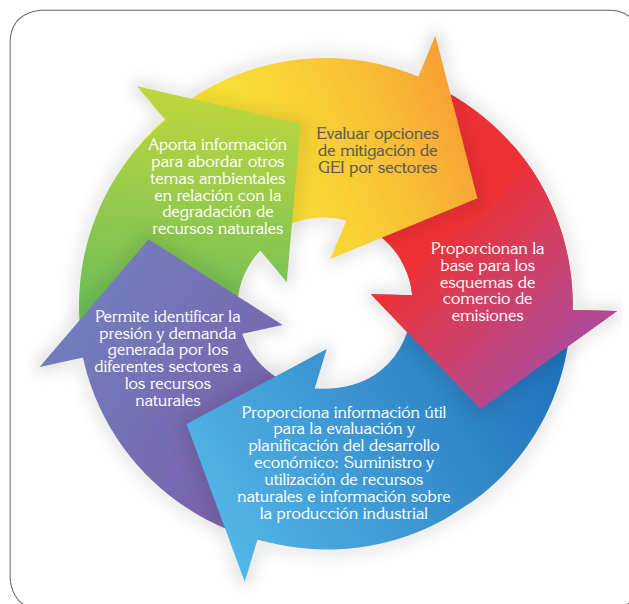 Evaluar opciones
de mitigación de
GEI por sectores
Proporcionan la
base para los
esquemas de
comercio de
emisiones
Proporciona información útil
para la evaluación y
planificación del desarrollo
económico: Suministro y
utilización de recursos
naturales e información sobre
la producción industrial
Permite identificar la
presión y demanda
generada por los
diferentes sectores a
los recursos
naturales
Aporta información
para abordar otros
temas ambientales
en relación con la
degradación de
recursos naturales